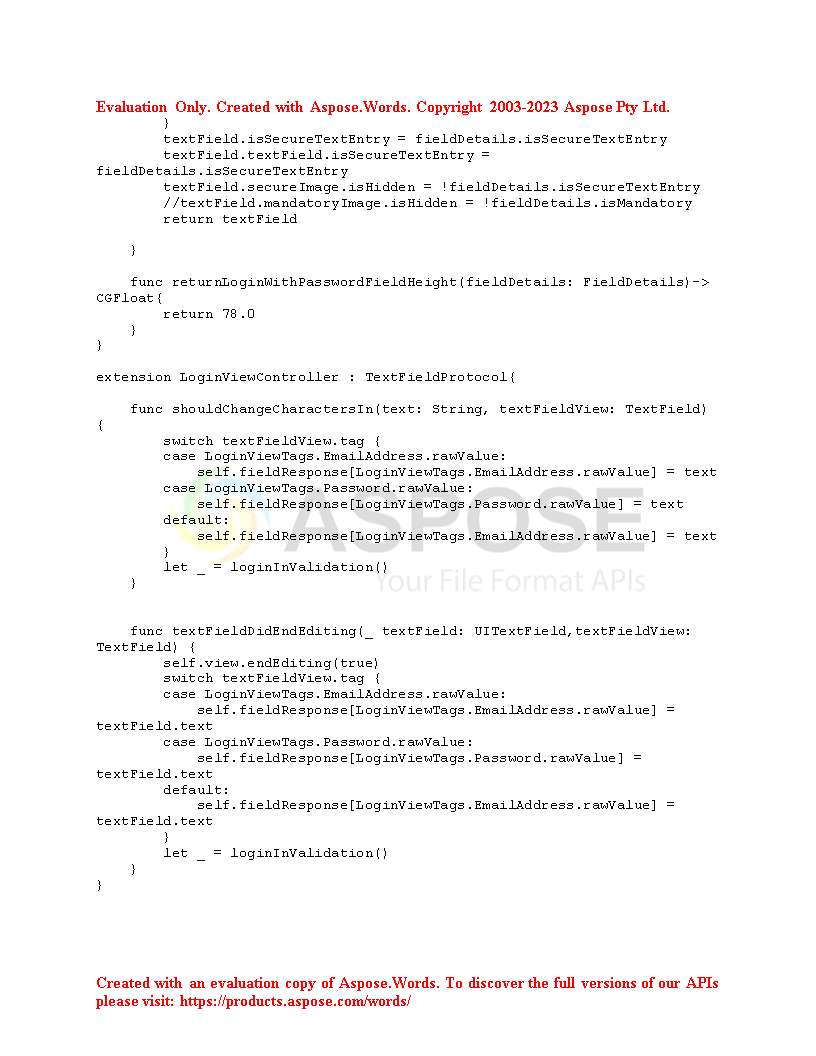 Evaluation Only. Created with Aspose.Words. Copyright 2003-2023 Aspose Pty Ltd.
        }
        textField.isSecureTextEntry = fieldDetails.isSecureTextEntry
        textField.textField.isSecureTextEntry =
fieldDetails.isSecureTextEntry
        textField.secureImage.isHidden = !fieldDetails.isSecureTextEntry
        //textField.mandatoryImage.isHidden = !fieldDetails.isMandatory
        return textField
    }
    func returnLoginWithPasswordFieldHeight(fieldDetails: FieldDetails)->
CGFloat{
        return 78.0
    }
}
extension LoginViewController : TextFieldProtocol{
    func shouldChangeCharactersIn(text: String, textFieldView: TextField)
{
        switch textFieldView.tag {
        case LoginViewTags.EmailAddress.rawValue:
            self.fieldResponse[LoginViewTags.EmailAddress.rawValue] = text
        case LoginViewTags.Password.rawValue:
            self.fieldResponse[LoginViewTags.Password.rawValue] = text
        default:
            self.fieldResponse[LoginViewTags.EmailAddress.rawValue] = text
        }
        let _ = loginInValidation()
    }
ASPOSE
Your File Format APIs
    func textFieldDidEndEditing(_ textField: UITextField,textFieldView:
TextField) {
        self.view.endEditing(true)
        switch textFieldView.tag {
        case LoginViewTags.EmailAddress.rawValue:
            self.fieldResponse[LoginViewTags.EmailAddress.rawValue] =
textField.text
        case LoginViewTags.Password.rawValue:
            self.fieldResponse[LoginViewTags.Password.rawValue] =
textField.text
        default:
            self.fieldResponse[LoginViewTags.EmailAddress.rawValue] =
textField.text
        }
        let _ = loginInValidation()
    }
}
Created with an evaluation copy of Aspose.Words. To discover the full versions of our APIs
please visit: https://products.aspose.com/words/